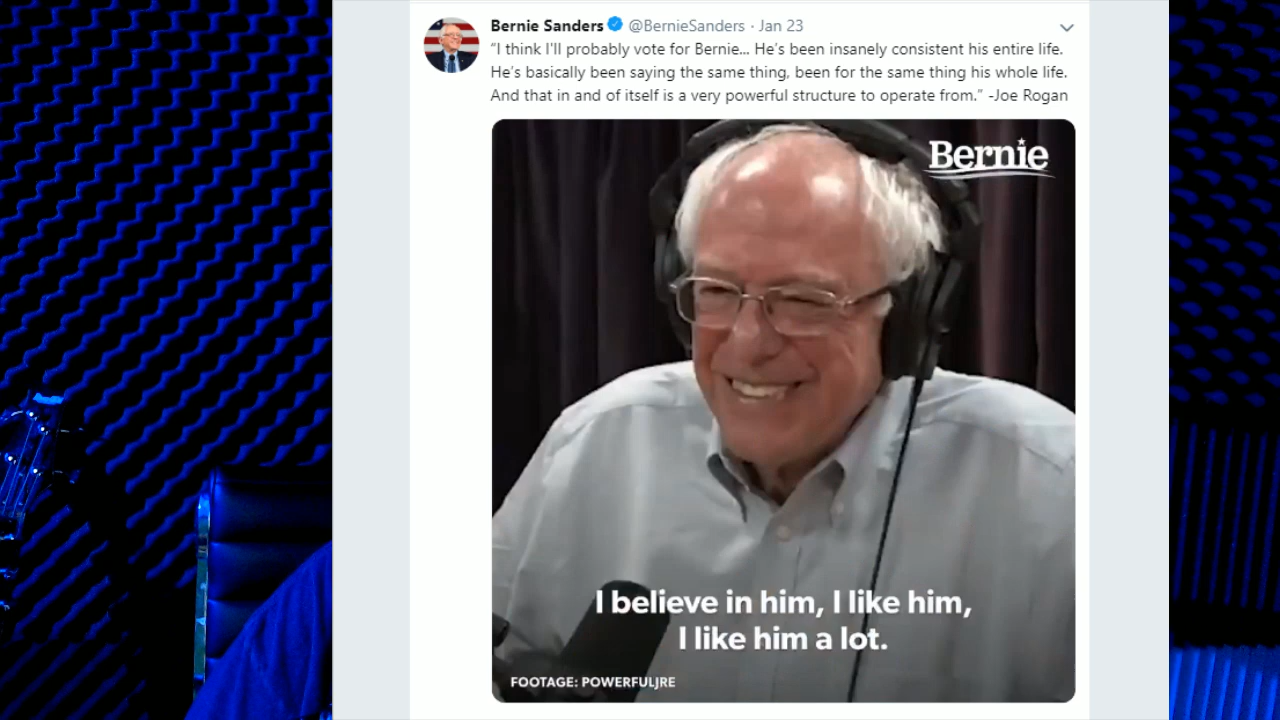 Bernie Sanders @BernieSanders · Jan 23
“I think I'll probably vote for Bernie... He's been insanely consistent his entire life.
He's basically been saying the same thing, been for the same thing his whole life.
And that in and of itself is a very powerful structure to operate from.” -Joe Rogan
Bernie
I believe in him, I like him,
I like him a lot.
FOOTAGE: POWERFULJRE